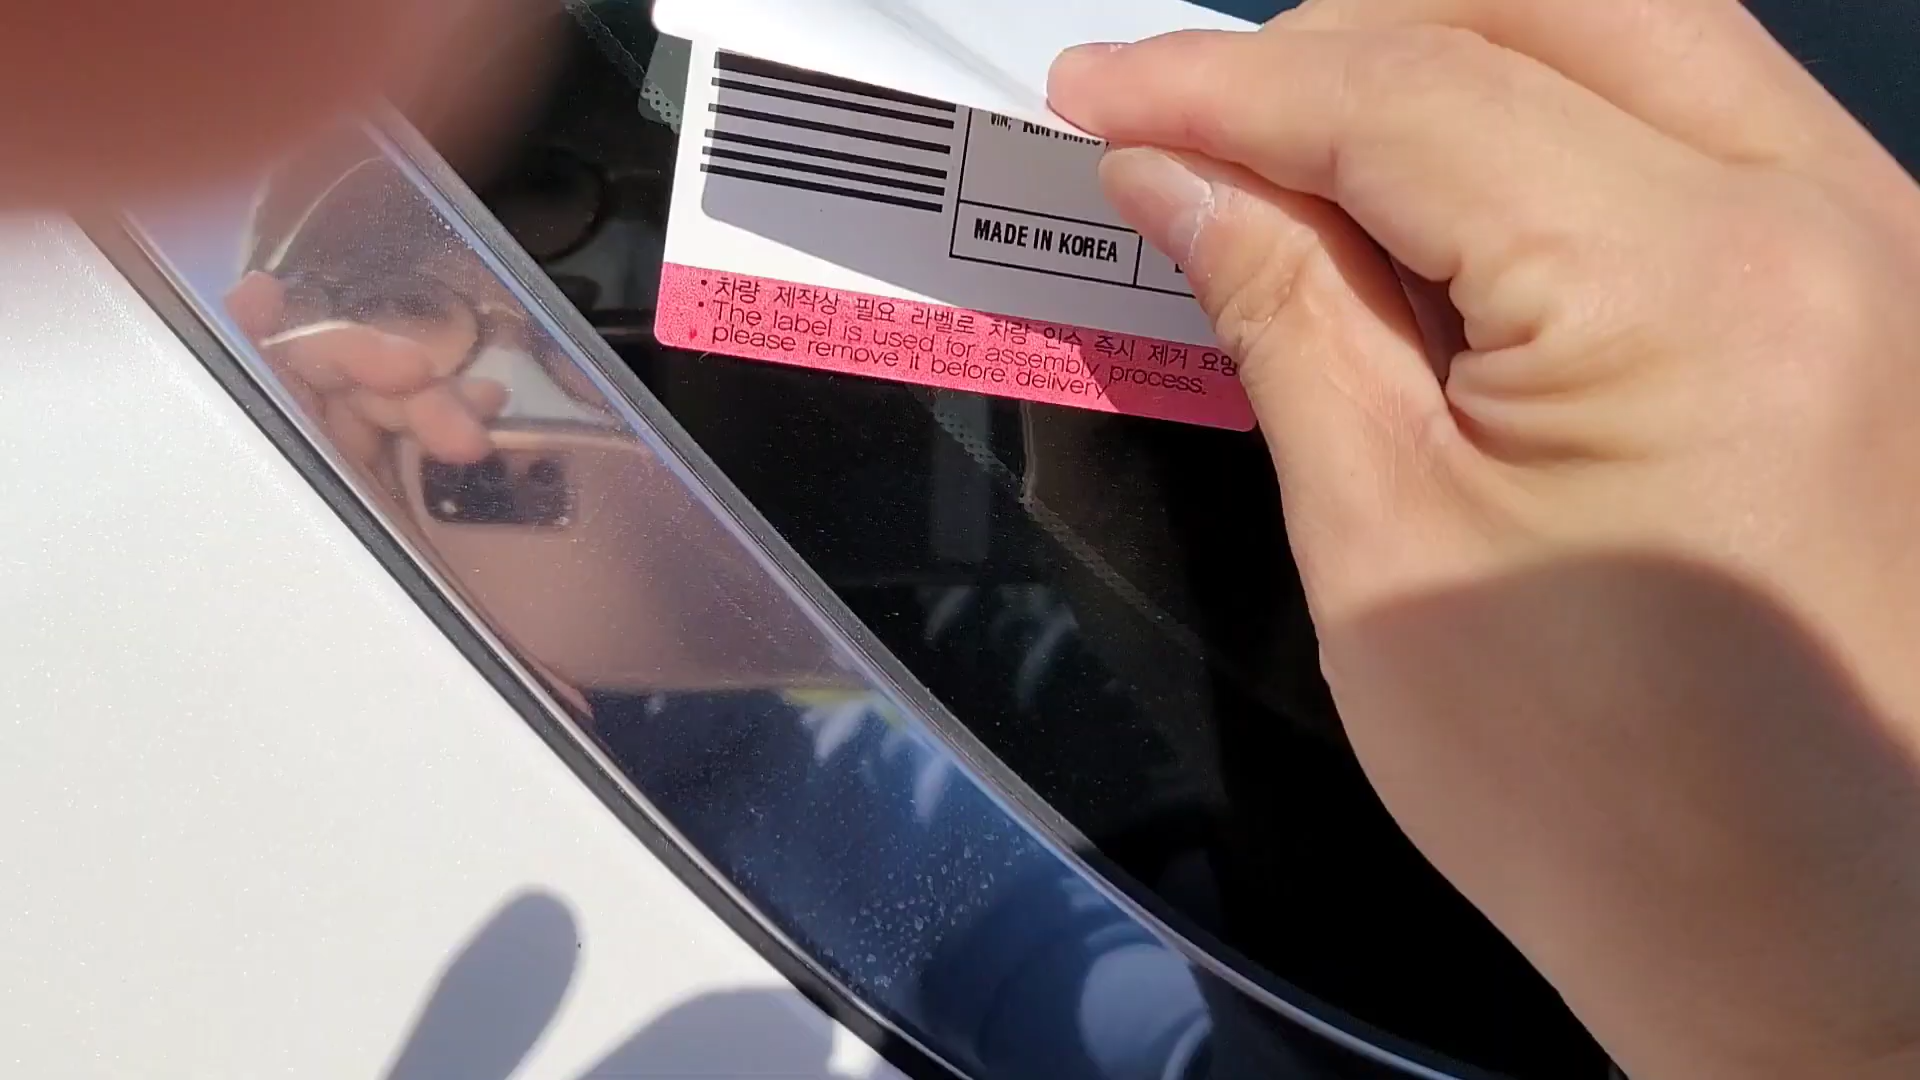 VIN;
MADE IN KOREA
• 차량 제작상 필요 라벨로 차량 인수 즉시 제거 요망
• The label is used for assembly process.
please remove it before delivery